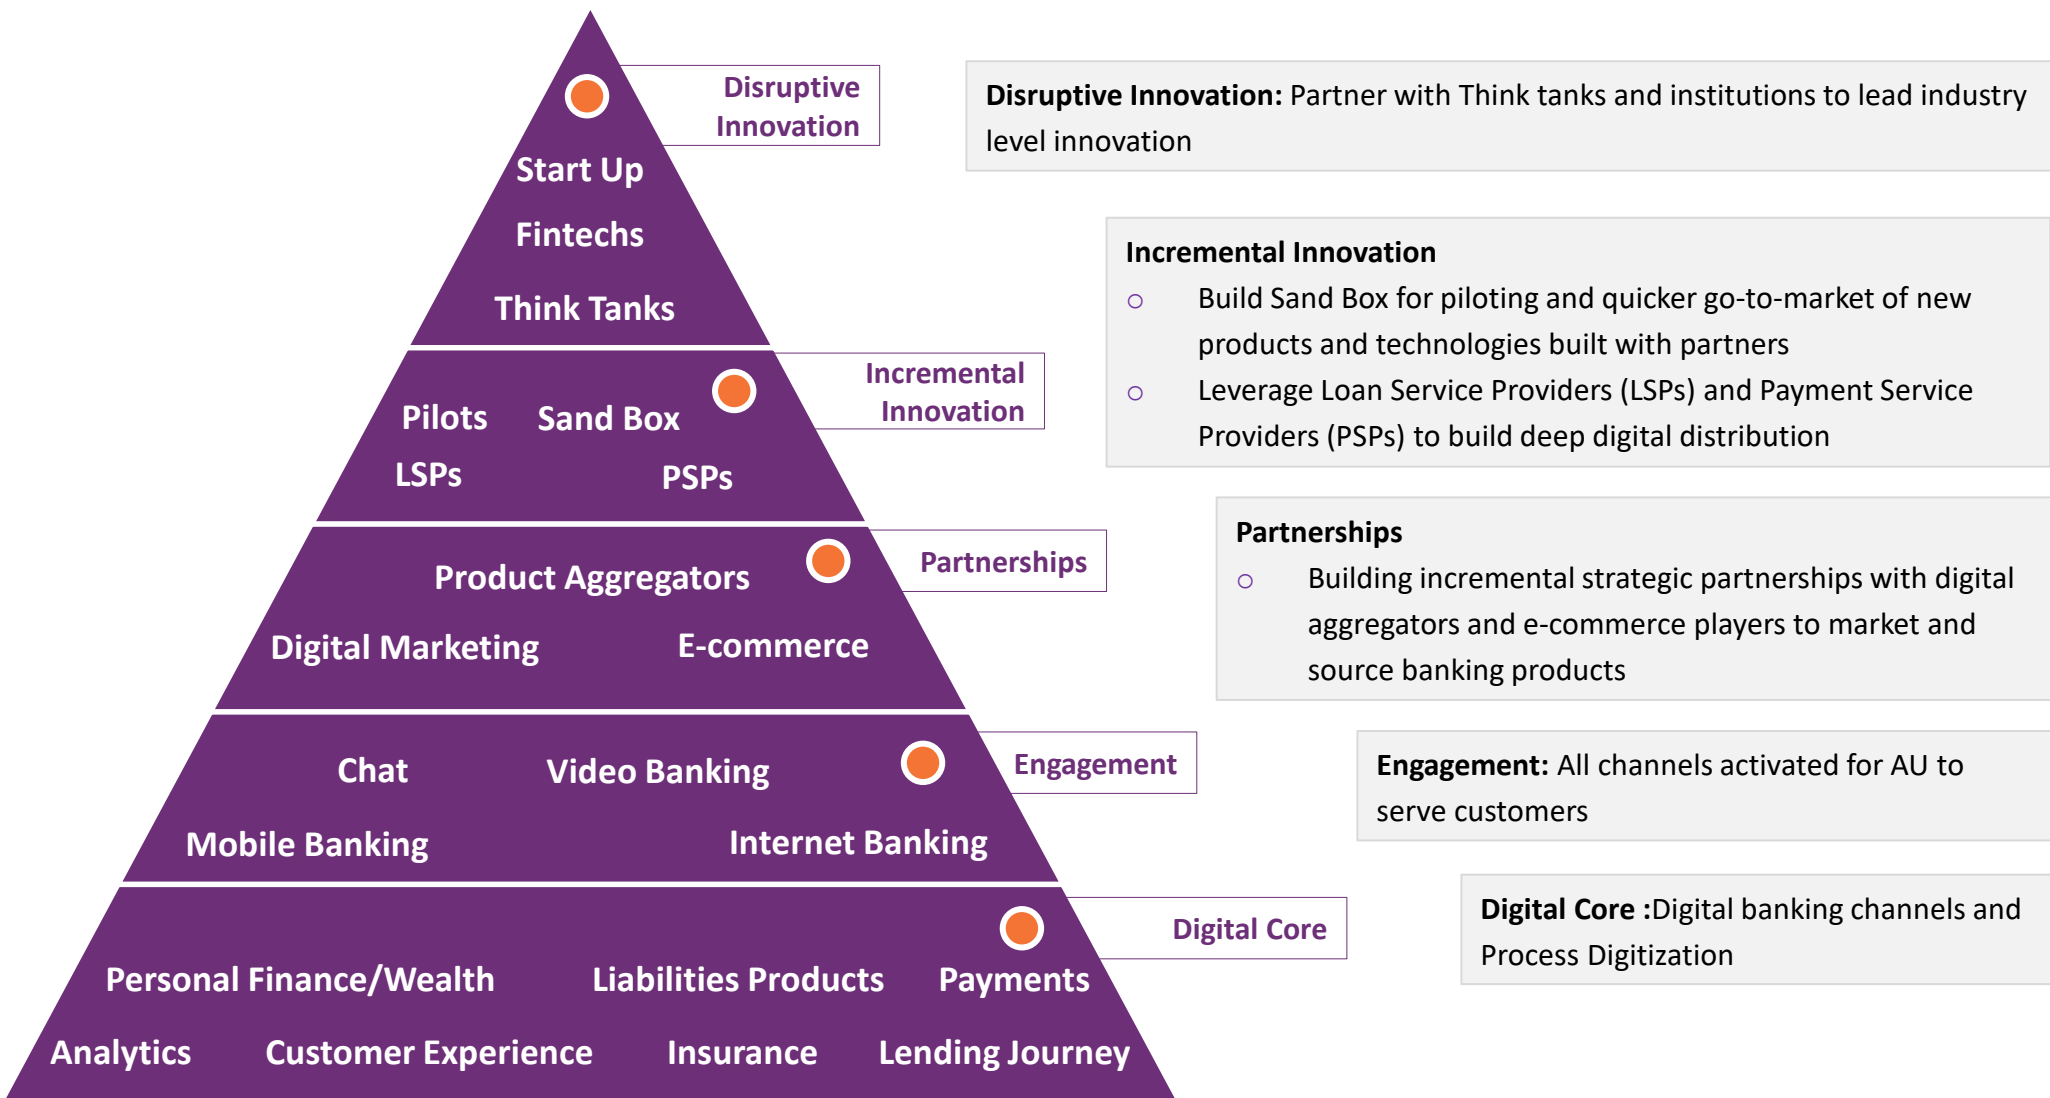 Disruptive
Innovation
Start Up
Fintechs
Think Tanks
Disruptive Innovation: Partner with Think tanks and institutions to lead industry
level innovation
Incremental
Innovation
Pilots Sand Box
LSPs PSPs
Incremental Innovation
o Build Sand Box for piloting and quicker go-to-market of new
products and technologies built with partners
o Leverage Loan Service Providers (LSPs) and Payment Service
Providers (PSPs) to build deep digital distribution
Partnerships
Product Aggregators
Digital Marketing E-commerce
Partnerships
o Building incremental strategic partnerships with digital
aggregators and e-commerce players to market and
source banking products
Engagement
Chat Video Banking
Mobile Banking Internet Banking
Engagement: All channels activated for AU to
serve customers
Digital Core
Personal Finance/Wealth Liabilities Products Payments
Analytics Customer Experience Insurance Lending Journey
Digital Core :Digital banking channels and
Process Digitization